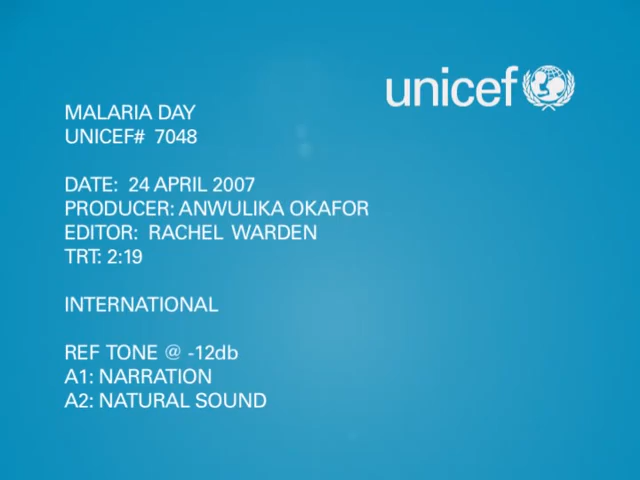 unicef
MALARIA DAY
UNICEF# 7048
DATE: 24 APRIL 2007
PRODUCER: ANWULIKA OKAFOR
EDITOR: RACHEL WARDEN
TRT: 2:19
INTERNATIONAL
REF TONE @ -12db
A1: NARRATION
A2: NATURAL SOUND